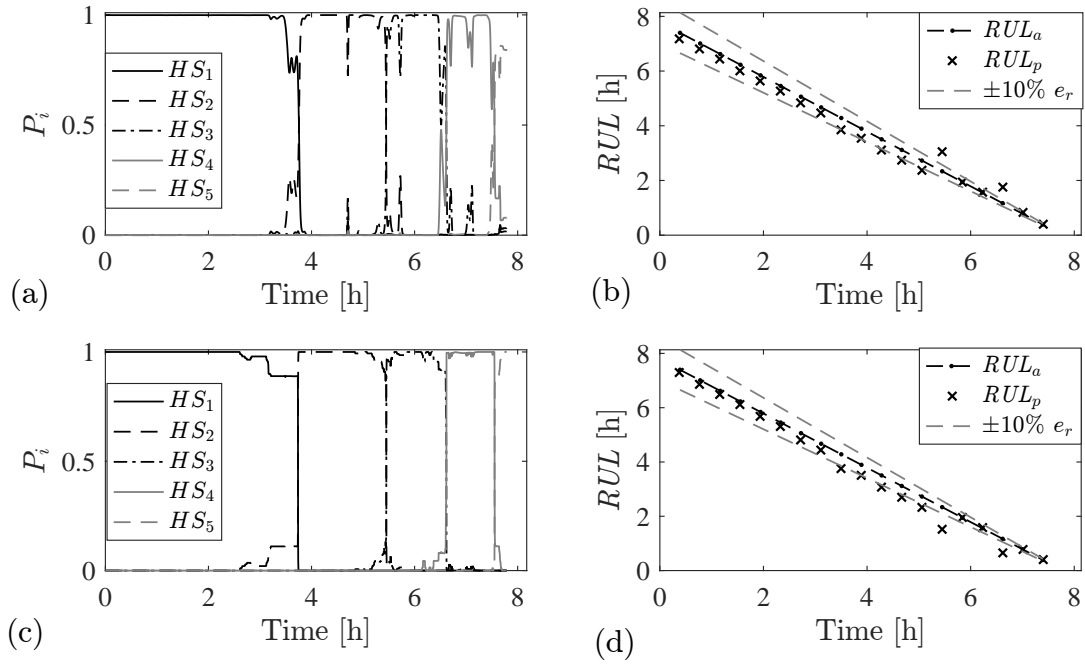 1
0.5
0
P_i
HS_1
HS_2
HS_3
HS_4
HS_5
0 2 4 6 8
Time [h]
(a)
8
6
4
2
0
RUL [h]
RUL_a
RUL_p
±10% e_r
0 2 4 6 8
Time [h]
(b)
1
0.5
0
P_i
HS_1
HS_2
HS_3
HS_4
HS_5
0 2 4 6 8
Time [h]
(c)
8
6
4
2
0
RUL [h]
RUL_a
RUL_p
±10% e_r
0 2 4 6 8
Time [h]
(d)